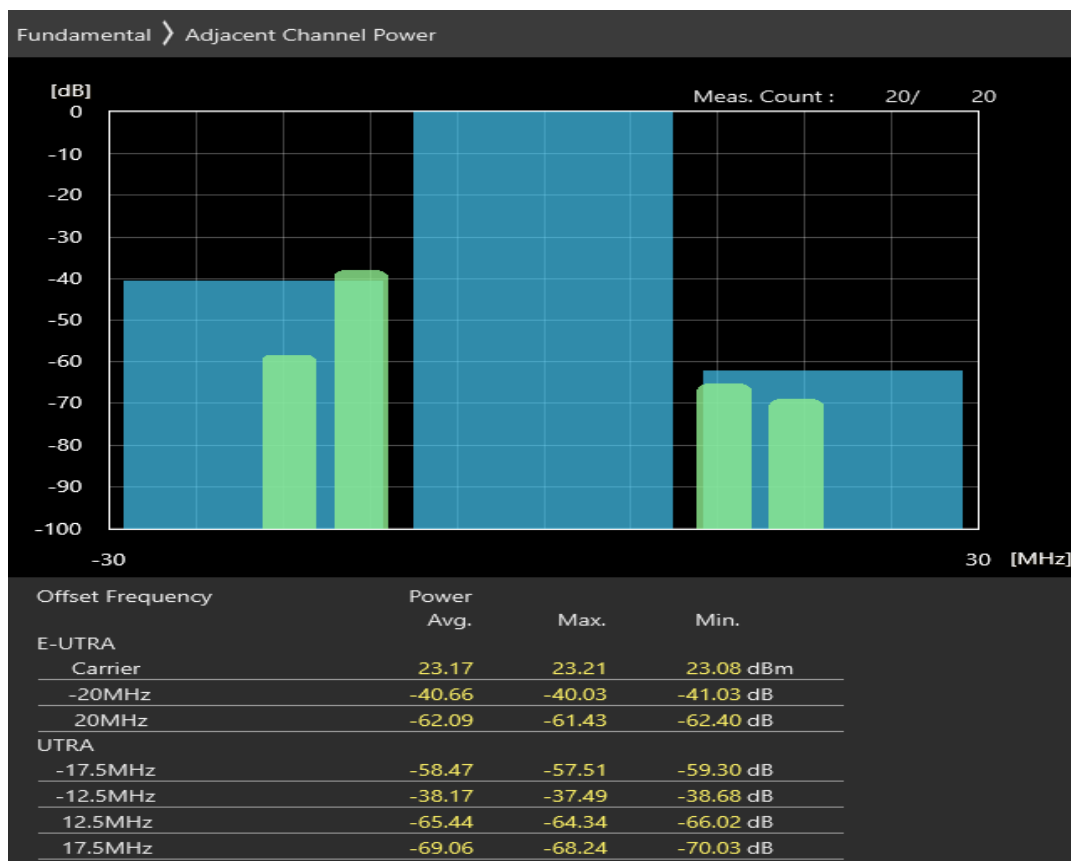 Fundamental 〉 Adjacent Channel Power
[dB]
Meas. Count : 20/ 20
0
-10
-20
-30
-40
-50
-60
-70
-80
-90
-100
-30 30 [MHz]
Offset Frequency Power
Avg. Max. Min.
E-UTRA
Carrier 23.17 23.21 23.08 dBm
-20MHz -40.66 -40.03 -41.03 dB
20MHz -62.09 -61.43 -62.40 dB
UTRA
-17.5MHz -58.47 -57.51 -59.30 dB
-12.5MHz -38.17 -37.49 -38.68 dB
12.5MHz -65.44 -64.34 -66.02 dB
17.5MHz -69.06 -68.24 -70.03 dB